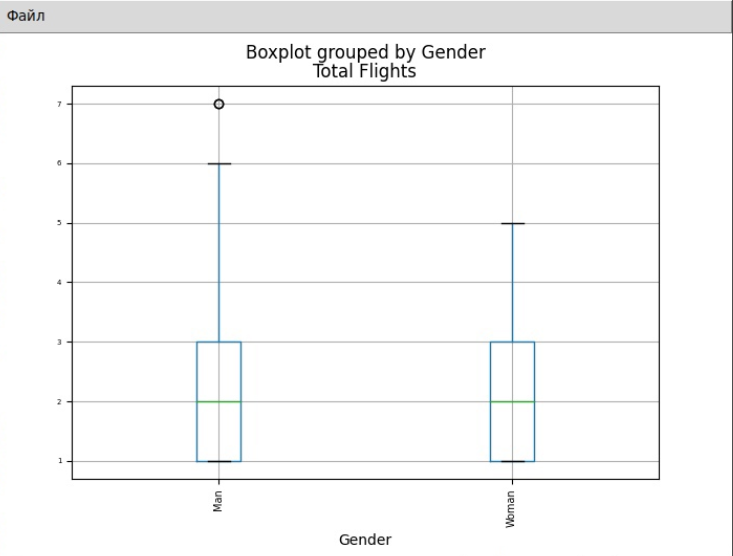 Файл
Boxplot grouped by Gender
Total Flights
7
6
5
4
3
2
1
Man
Woman
Gender